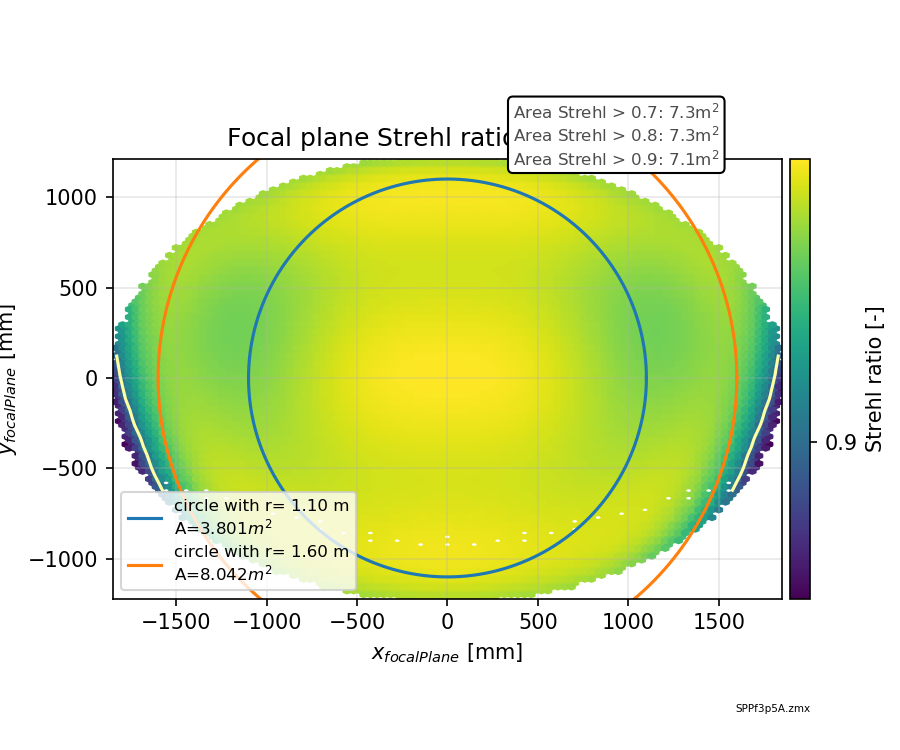 Area Strehl > 0.7: 7.3m²
Focal plane Strehl ratio
Area Strehl > 0.8: 7.3m²
Area Strehl > 0.9: 7.1m²
1000
500
0
−500
−1000
y_focalPlane [mm]
circle with r= 1.10 m
A=3.801m²
circle with r= 1.60 m
A=8.042m²
−1500 −1000 −500 0 500 1000 1500
x_focalPlane [mm]
0.9
Strehl ratio [-]
SPPf3p5A.zmx